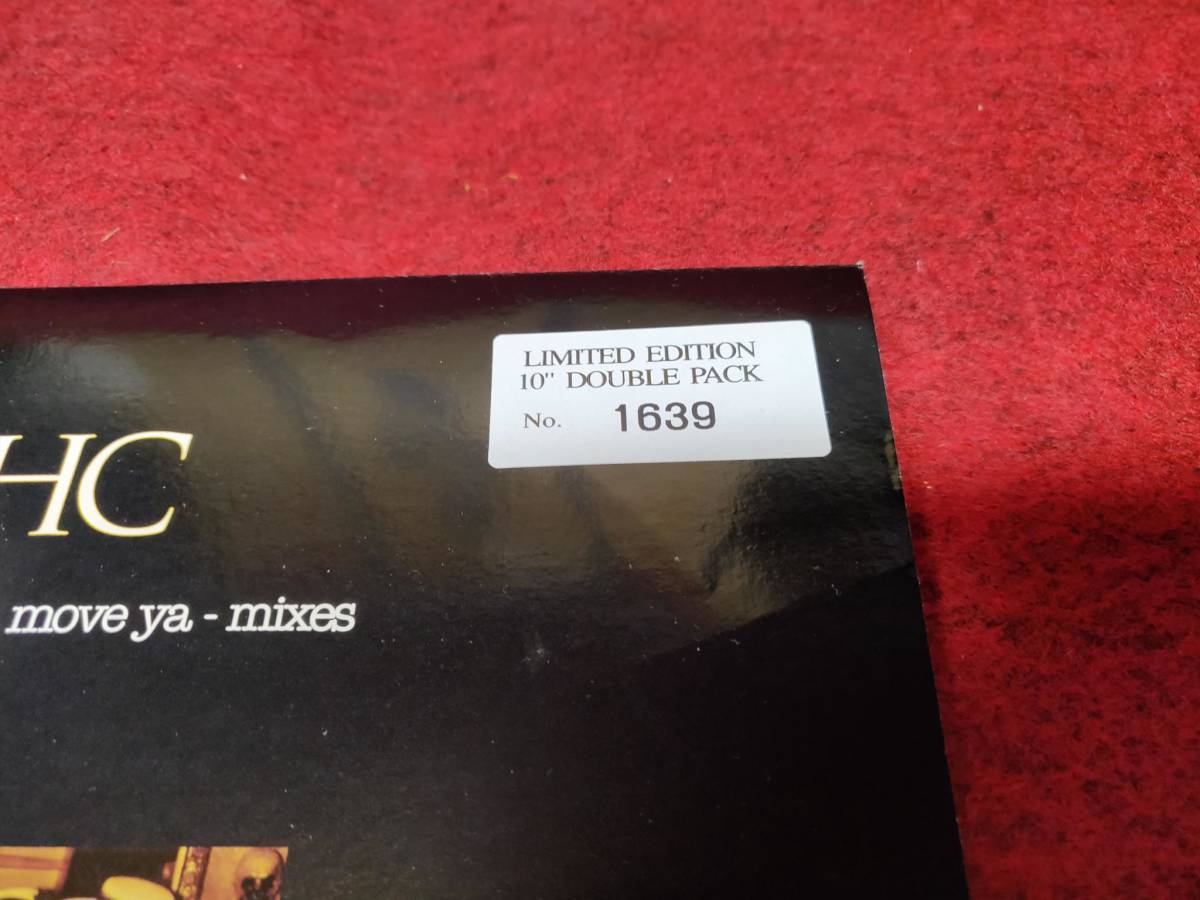 LIMITED EDITION
10" DOUBLE PACK
No. 1639
HC
move ya - mixes